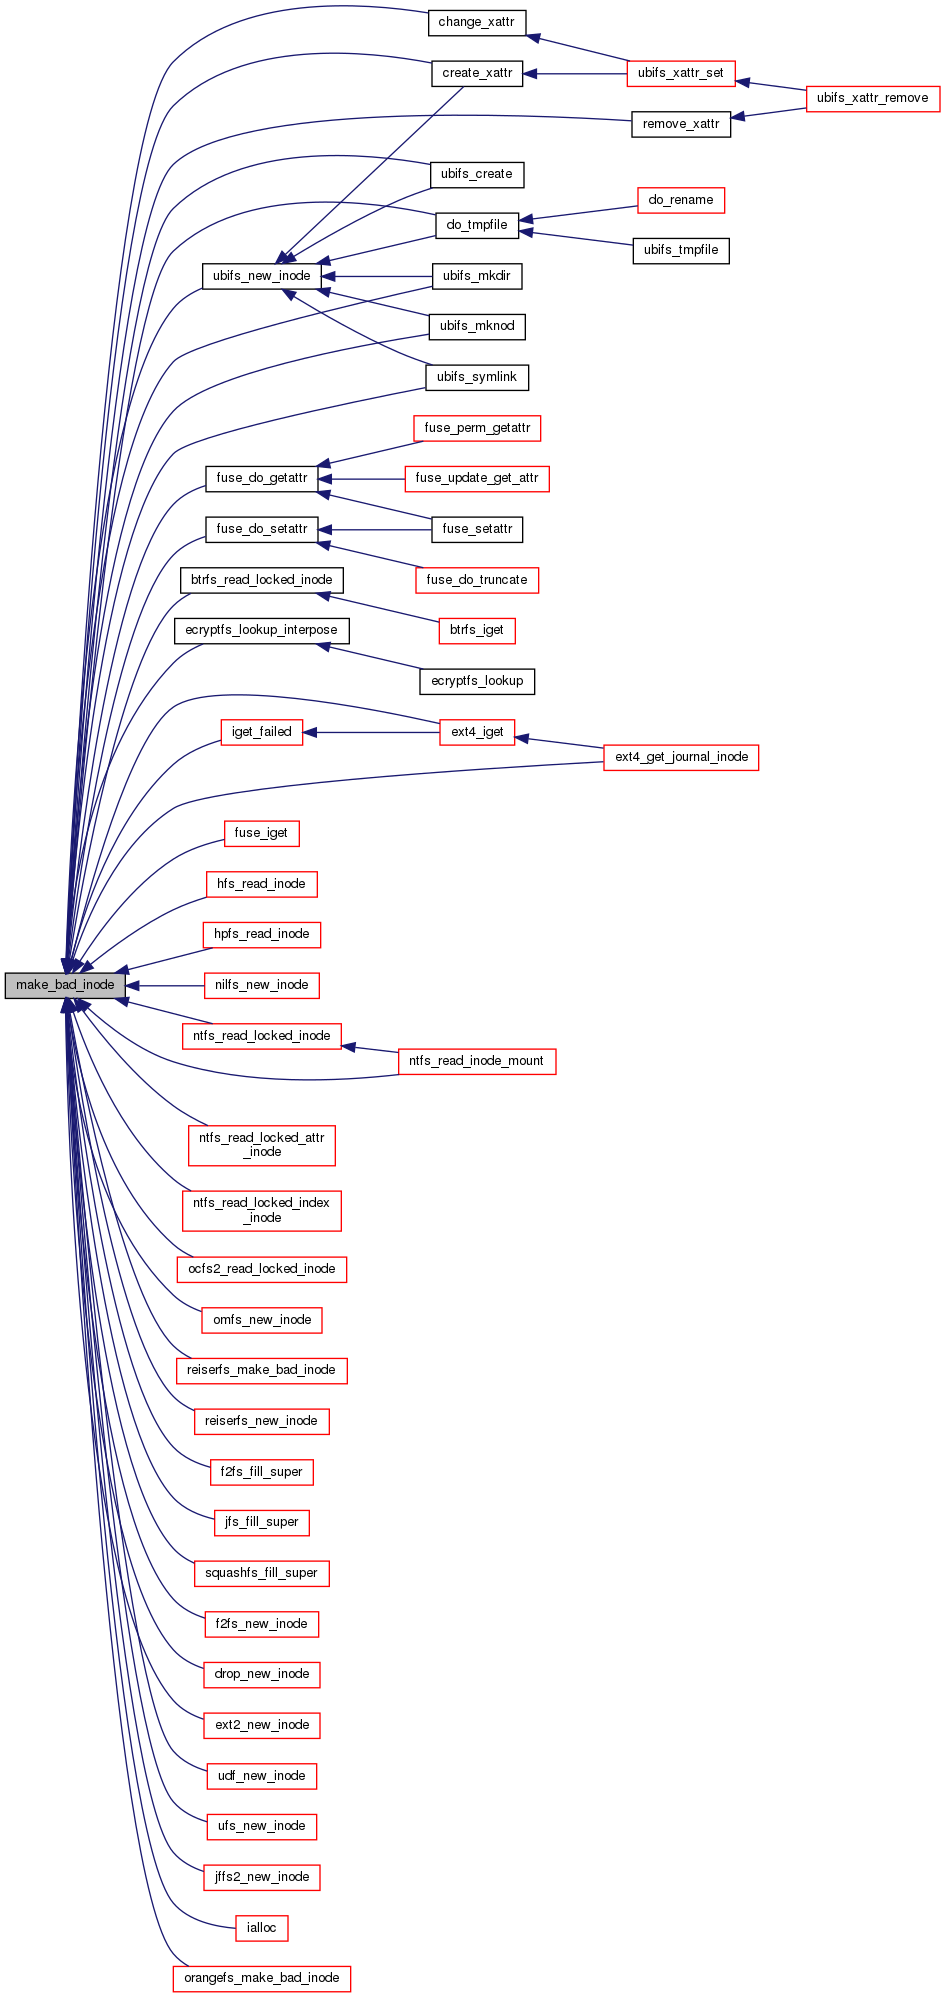 change_xattr
create_xattr
ubifs_xattr_set
ubifs_xattr_remove
remove_xattr
ubifs_create
do_rename
do_tmpfile
ubifs_tmpfile
ubifs_new_inode
ubifs_mkdir
ubifs_mknod
ubifs_symlink
fuse_perm_getattr
fuse_do_getattr
fuse_update_get_attr
fuse_do_setattr
fuse_setattr
btrfs_read_locked_inode
fuse_do_truncate
ecryptfs_lookup_interpose
btrfs_iget
ecryptfs_lookup
iget_failed
ext4_iget
ext4_get_journal_inode
fuse_iget
hfs_read_inode
hpfs_read_inode
make_bad_inode
nilfs_new_inode
ntfs_read_locked_inode
ntfs_read_inode_mount
ntfs_read_locked_attr
_inode
ntfs_read_locked_index
_inode
ocfs2_read_locked_inode
omfs_new_inode
reiserfs_make_bad_inode
reiserfs_new_inode
f2fs_fill_super
jfs_fill_super
squashfs_fill_super
f2fs_new_inode
drop_new_inode
ext2_new_inode
udf_new_inode
ufs_new_inode
jffs2_new_inode
ialloc
orangefs_make_bad_inode